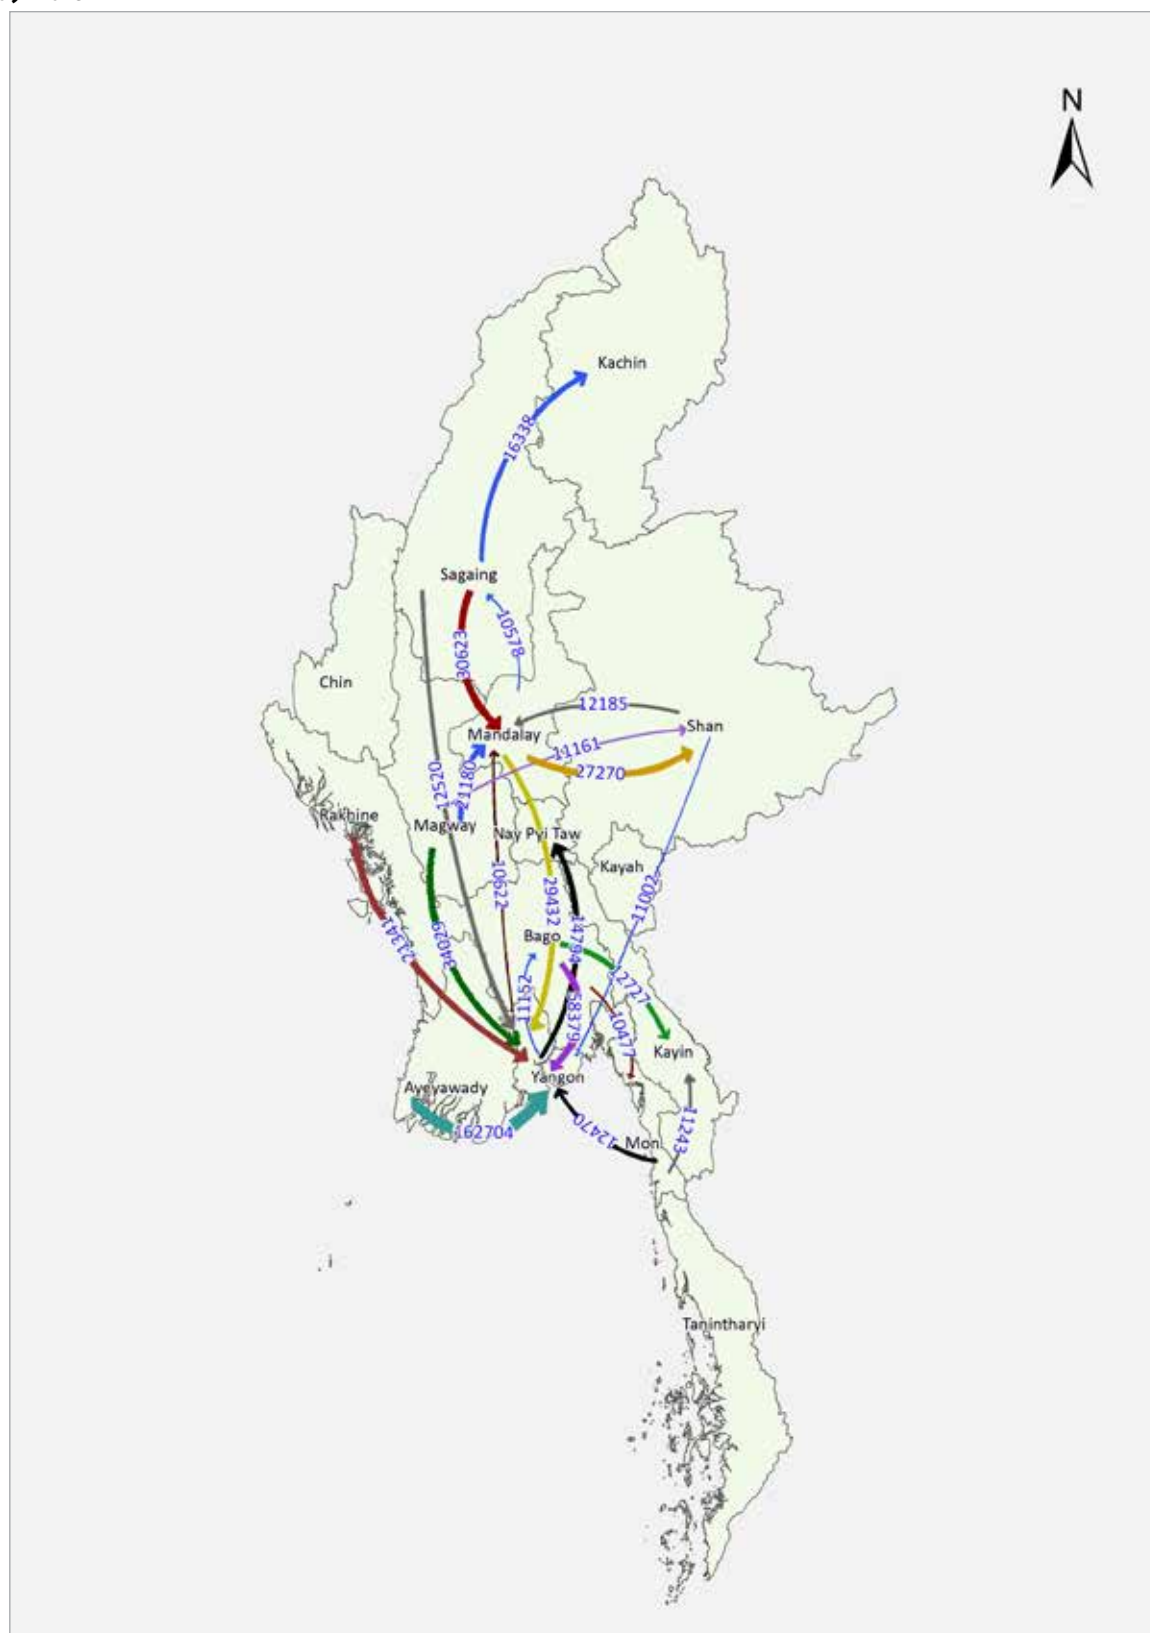 N
Kachin
16338
Sagaing
10578
30623
Chin
12185
Shan
Mandalay
11161
27270
12520
21180
Rakhine
Magway
Nay Pyi Taw
Kayah
10622
29432
11002
14794
Bago
21341
34029
12727
11152
58379
10477
Kayin
Yangon
Ayeyawady
162704
12470
Mon
11243
Tanintharyi